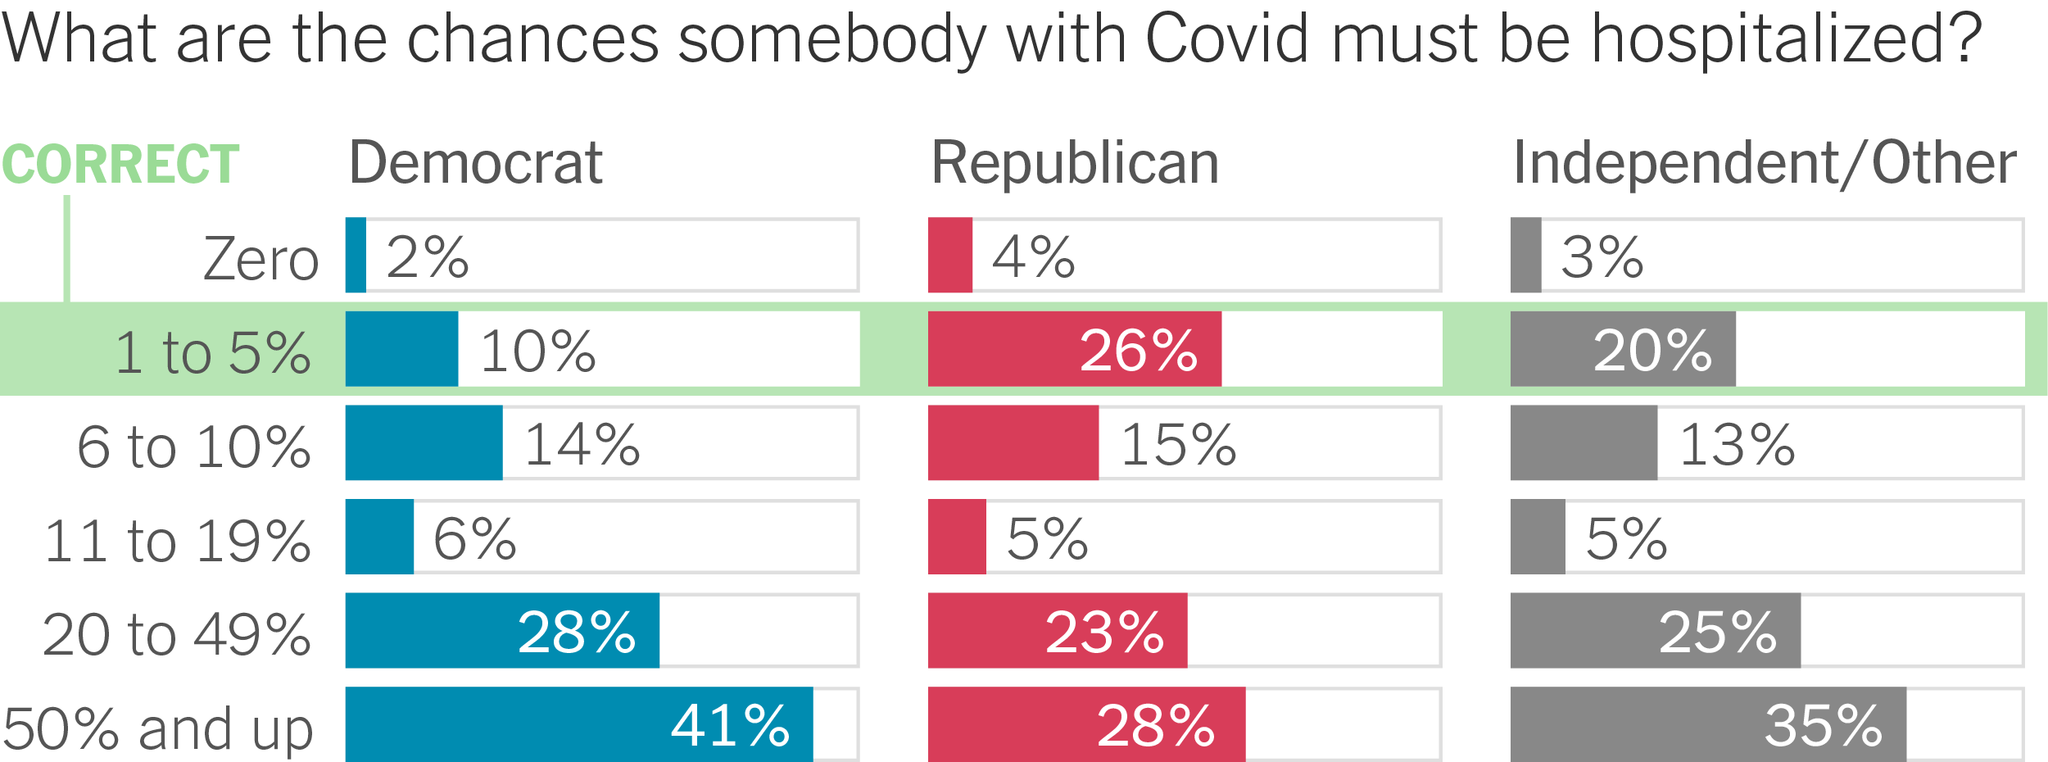 What are the chances somebody with Covid must be hospitalized?
CORRECT Democrat Republican Independent/Other
Zero 2% 4% 3%
1 to 5% 10% 26% 20%
6 to 10% 14% 15% 13%
11 to 19% 6% 5% 5%
20 to 49% 28% 23% 25%
50% and up 41% 28% 35%